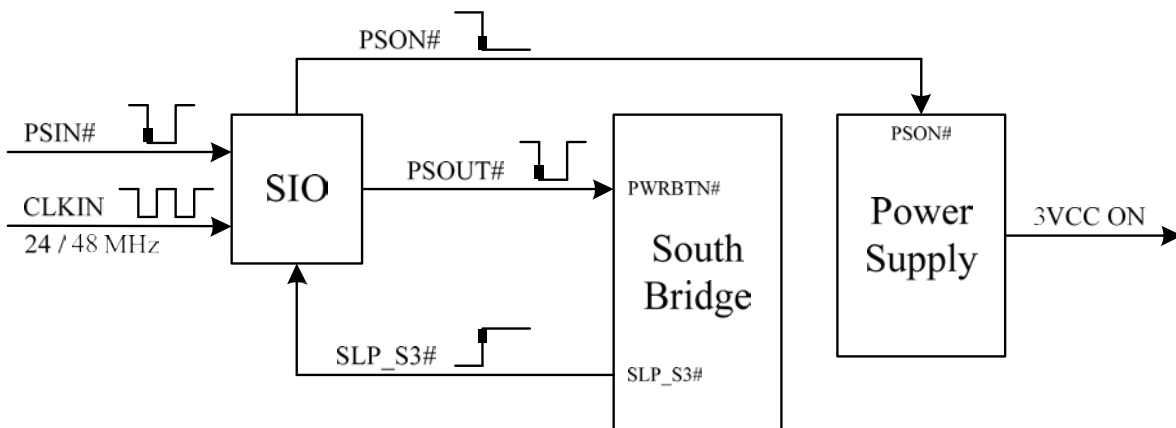 PSON#
PSIN#
CLKIN
24 / 48 MHz
SIO
PSOUT#
SLP_S3#
PWRBTN#
South
Bridge
SLP_S3#
PSON#
Power
Supply
3VCC ON